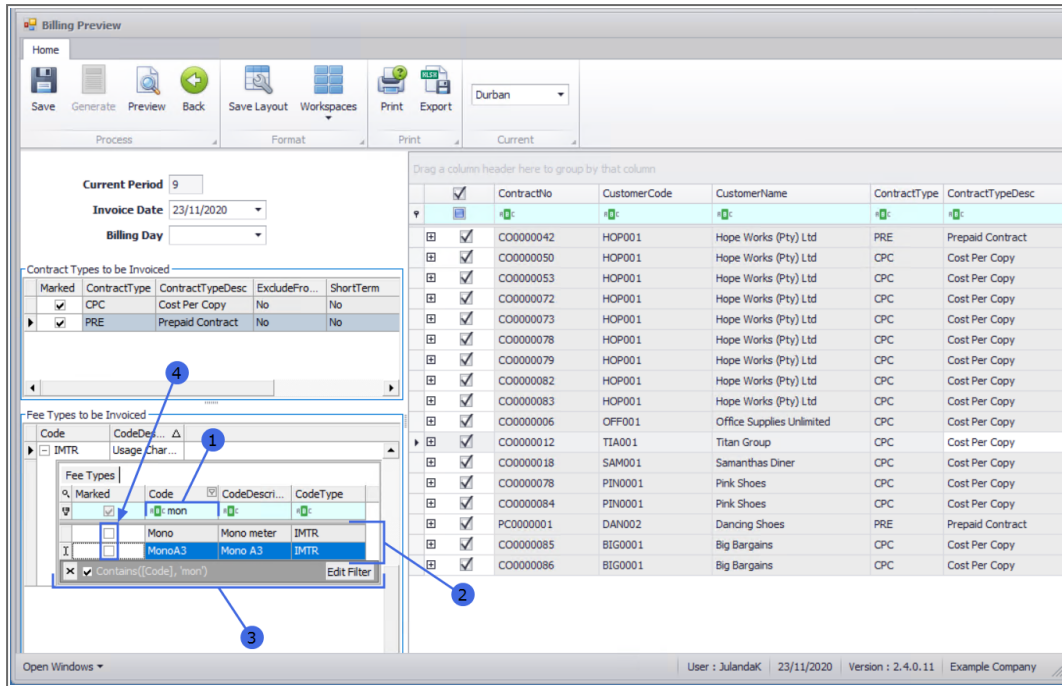 Billing Preview
Home
Save Generate Preview Back Save Layout Workspaces Print Export Durban
Process Format Print Current
Current Period 9
Invoice Date 23/11/2020
Billing Day
Contract Types to be Invoiced
Marked ContractType ContractTypeDesc ExcludeFro... ShortTerm
CPC Cost Per Copy No No
PRE Prepaid Contract No No
4
Fee Types to be Invoiced
Code CodeDes...
1
IMTR Usage Char...
Fee Types
Marked Code CodeDescri... CodeType
mon
Mono Mono meter IMTR
MonoA3 Mono A3 IMTR
Contains([Code], 'mon') Edit Filter
2
3
Drag a column header here to group by that column
ContractNo CustomerCode CustomerName ContractType ContractTypeDesc
CO0000042 HOP001 Hope Works (Pty) Ltd PRE Prepaid Contract
CO0000050 HOP001 Hope Works (Pty) Ltd CPC Cost Per Copy
CO0000053 HOP001 Hope Works (Pty) Ltd CPC Cost Per Copy
CO0000072 HOP001 Hope Works (Pty) Ltd CPC Cost Per Copy
CO0000073 HOP001 Hope Works (Pty) Ltd CPC Cost Per Copy
CO0000078 HOP001 Hope Works (Pty) Ltd CPC Cost Per Copy
CO0000079 HOP001 Hope Works (Pty) Ltd CPC Cost Per Copy
CO0000082 HOP001 Hope Works (Pty) Ltd CPC Cost Per Copy
CO0000083 HOP001 Hope Works (Pty) Ltd CPC Cost Per Copy
CO0000006 OFF001 Office Supplies Unlimited CPC Cost Per Copy
CO0000012 TIA001 Titan Group CPC Cost Per Copy
CO0000018 SAM001 Samanthas Diner CPC Cost Per Copy
CO0000078 PIN0001 Pink Shoes CPC Cost Per Copy
CO0000084 PIN0001 Pink Shoes CPC Cost Per Copy
PC0000001 DAN002 Dancing Shoes PRE Prepaid Contract
CO0000085 BIG0001 Big Bargains CPC Cost Per Copy
CO0000086 BIG0001 Big Bargains CPC Cost Per Copy
Open Windows User : JulandaK 23/11/2020 Version : 2.4.0.11 Example Company